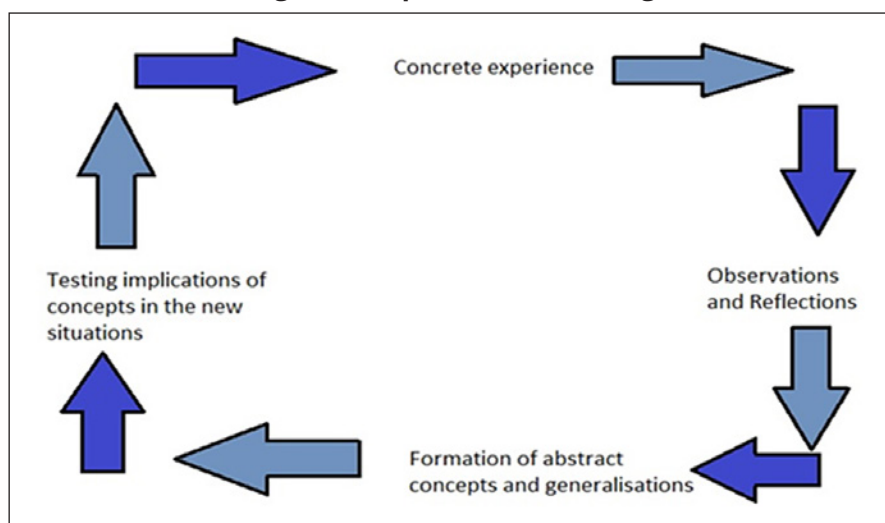 Concrete experience
Observations
and Reflections
Formation of abstract
concepts and generalisations
Testing implications of
concepts in the new
situations